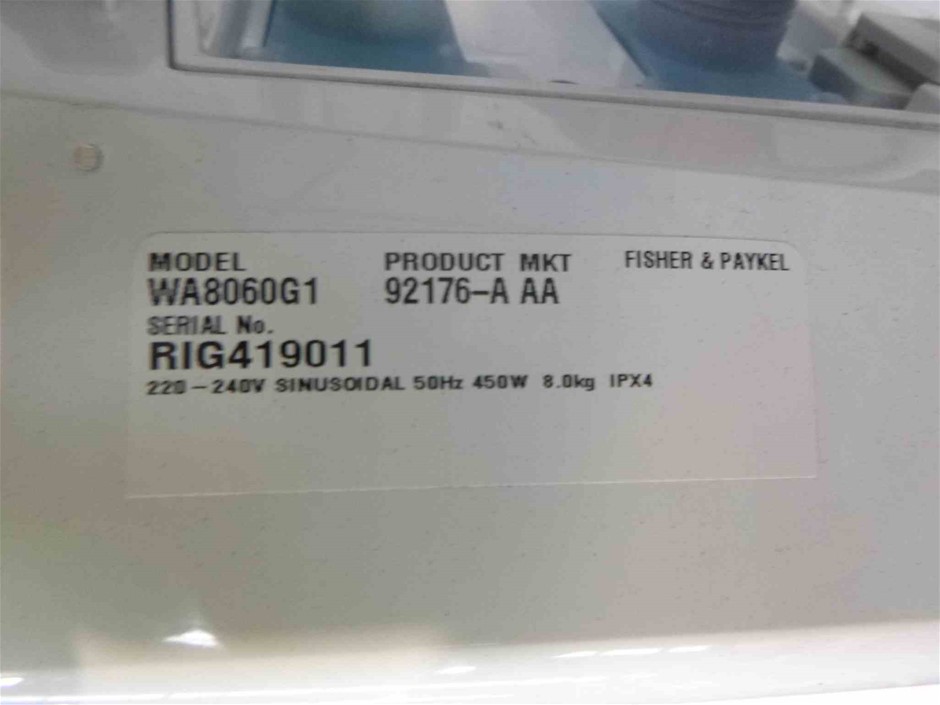 MODEL PRODUCT MKT FISHER & PAYKEL
WA8060G1 92176-A AA
SERIAL No.
RIG419011
220-240V SINUSOIDAL 50Hz 450W 8.0kg IPX4